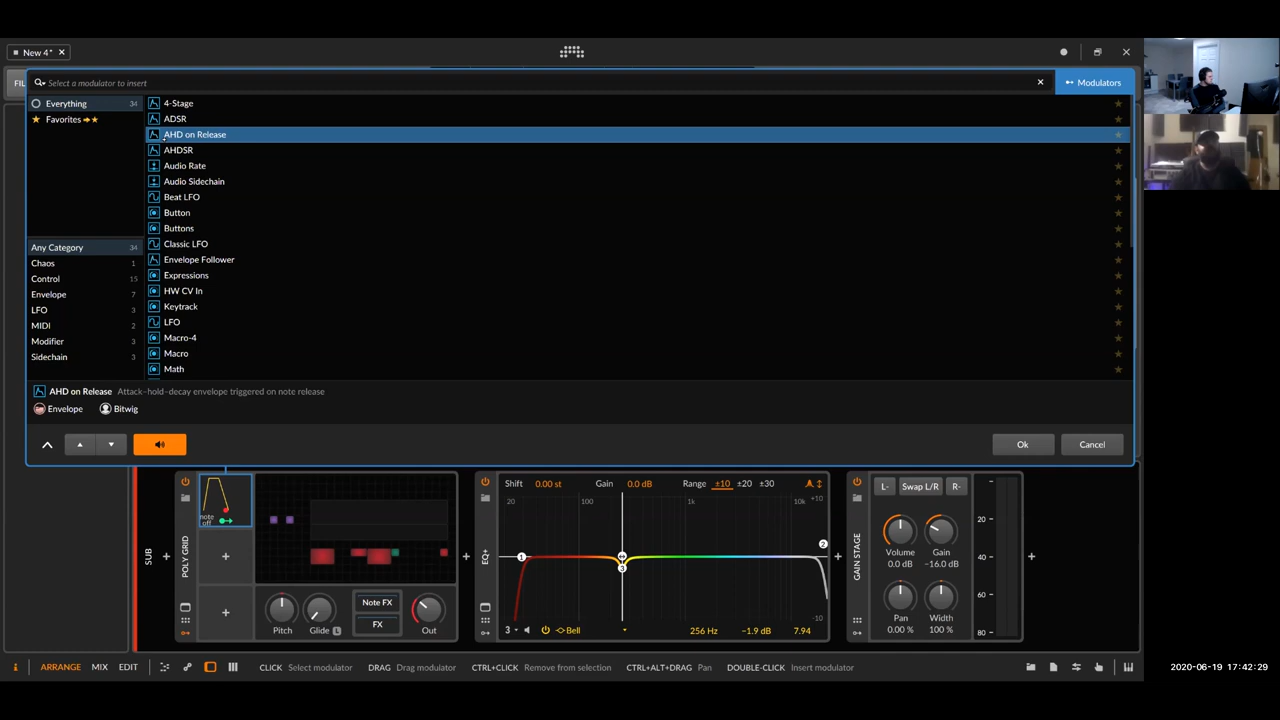 New 4*
FIL
Select a modulator to insert
Modulators
Everything 34
Favorites
Any Category 34
Chaos 1
Control 15
Envelope 7
LFO 3
MIDI 2
Modifier 3
Sidechain 3
4-Stage
ADSR
AHD on Release
AHDSR
Audio Rate
Audio Sidechain
Beat LFO
Button
Buttons
Classic LFO
Envelope Follower
Expressions
HW CV In
Keytrack
LFO
Macro-4
Macro
Math
AHD on Release Attack-hold-decay envelope triggered on note release
Envelope Bitwig
Ok Cancel
SUB
POLY GRID
note
off
Pitch Glide L
Note FX
FX
Out
EQ+
Shift 0.00 st Gain 0.0 dB Range ±10 ±20 ±30
20 100 1k 10k +10
1 2 3
-10
3 Bell 256 Hz -1.9 dB 7.94
GAIN STAGE
L- Swap L/R R-
Volume Gain
0.0 dB -16.0 dB
Pan Width
0.00 % 100 %
20
40
60
80
ARRANGE MIX EDIT CLICK Select modulator DRAG Drag modulator CTRL+CLICK Remove from selection CTRL+ALT+DRAG Pan DOUBLE-CLICK Insert modulator
2020-06-19 17:42:29